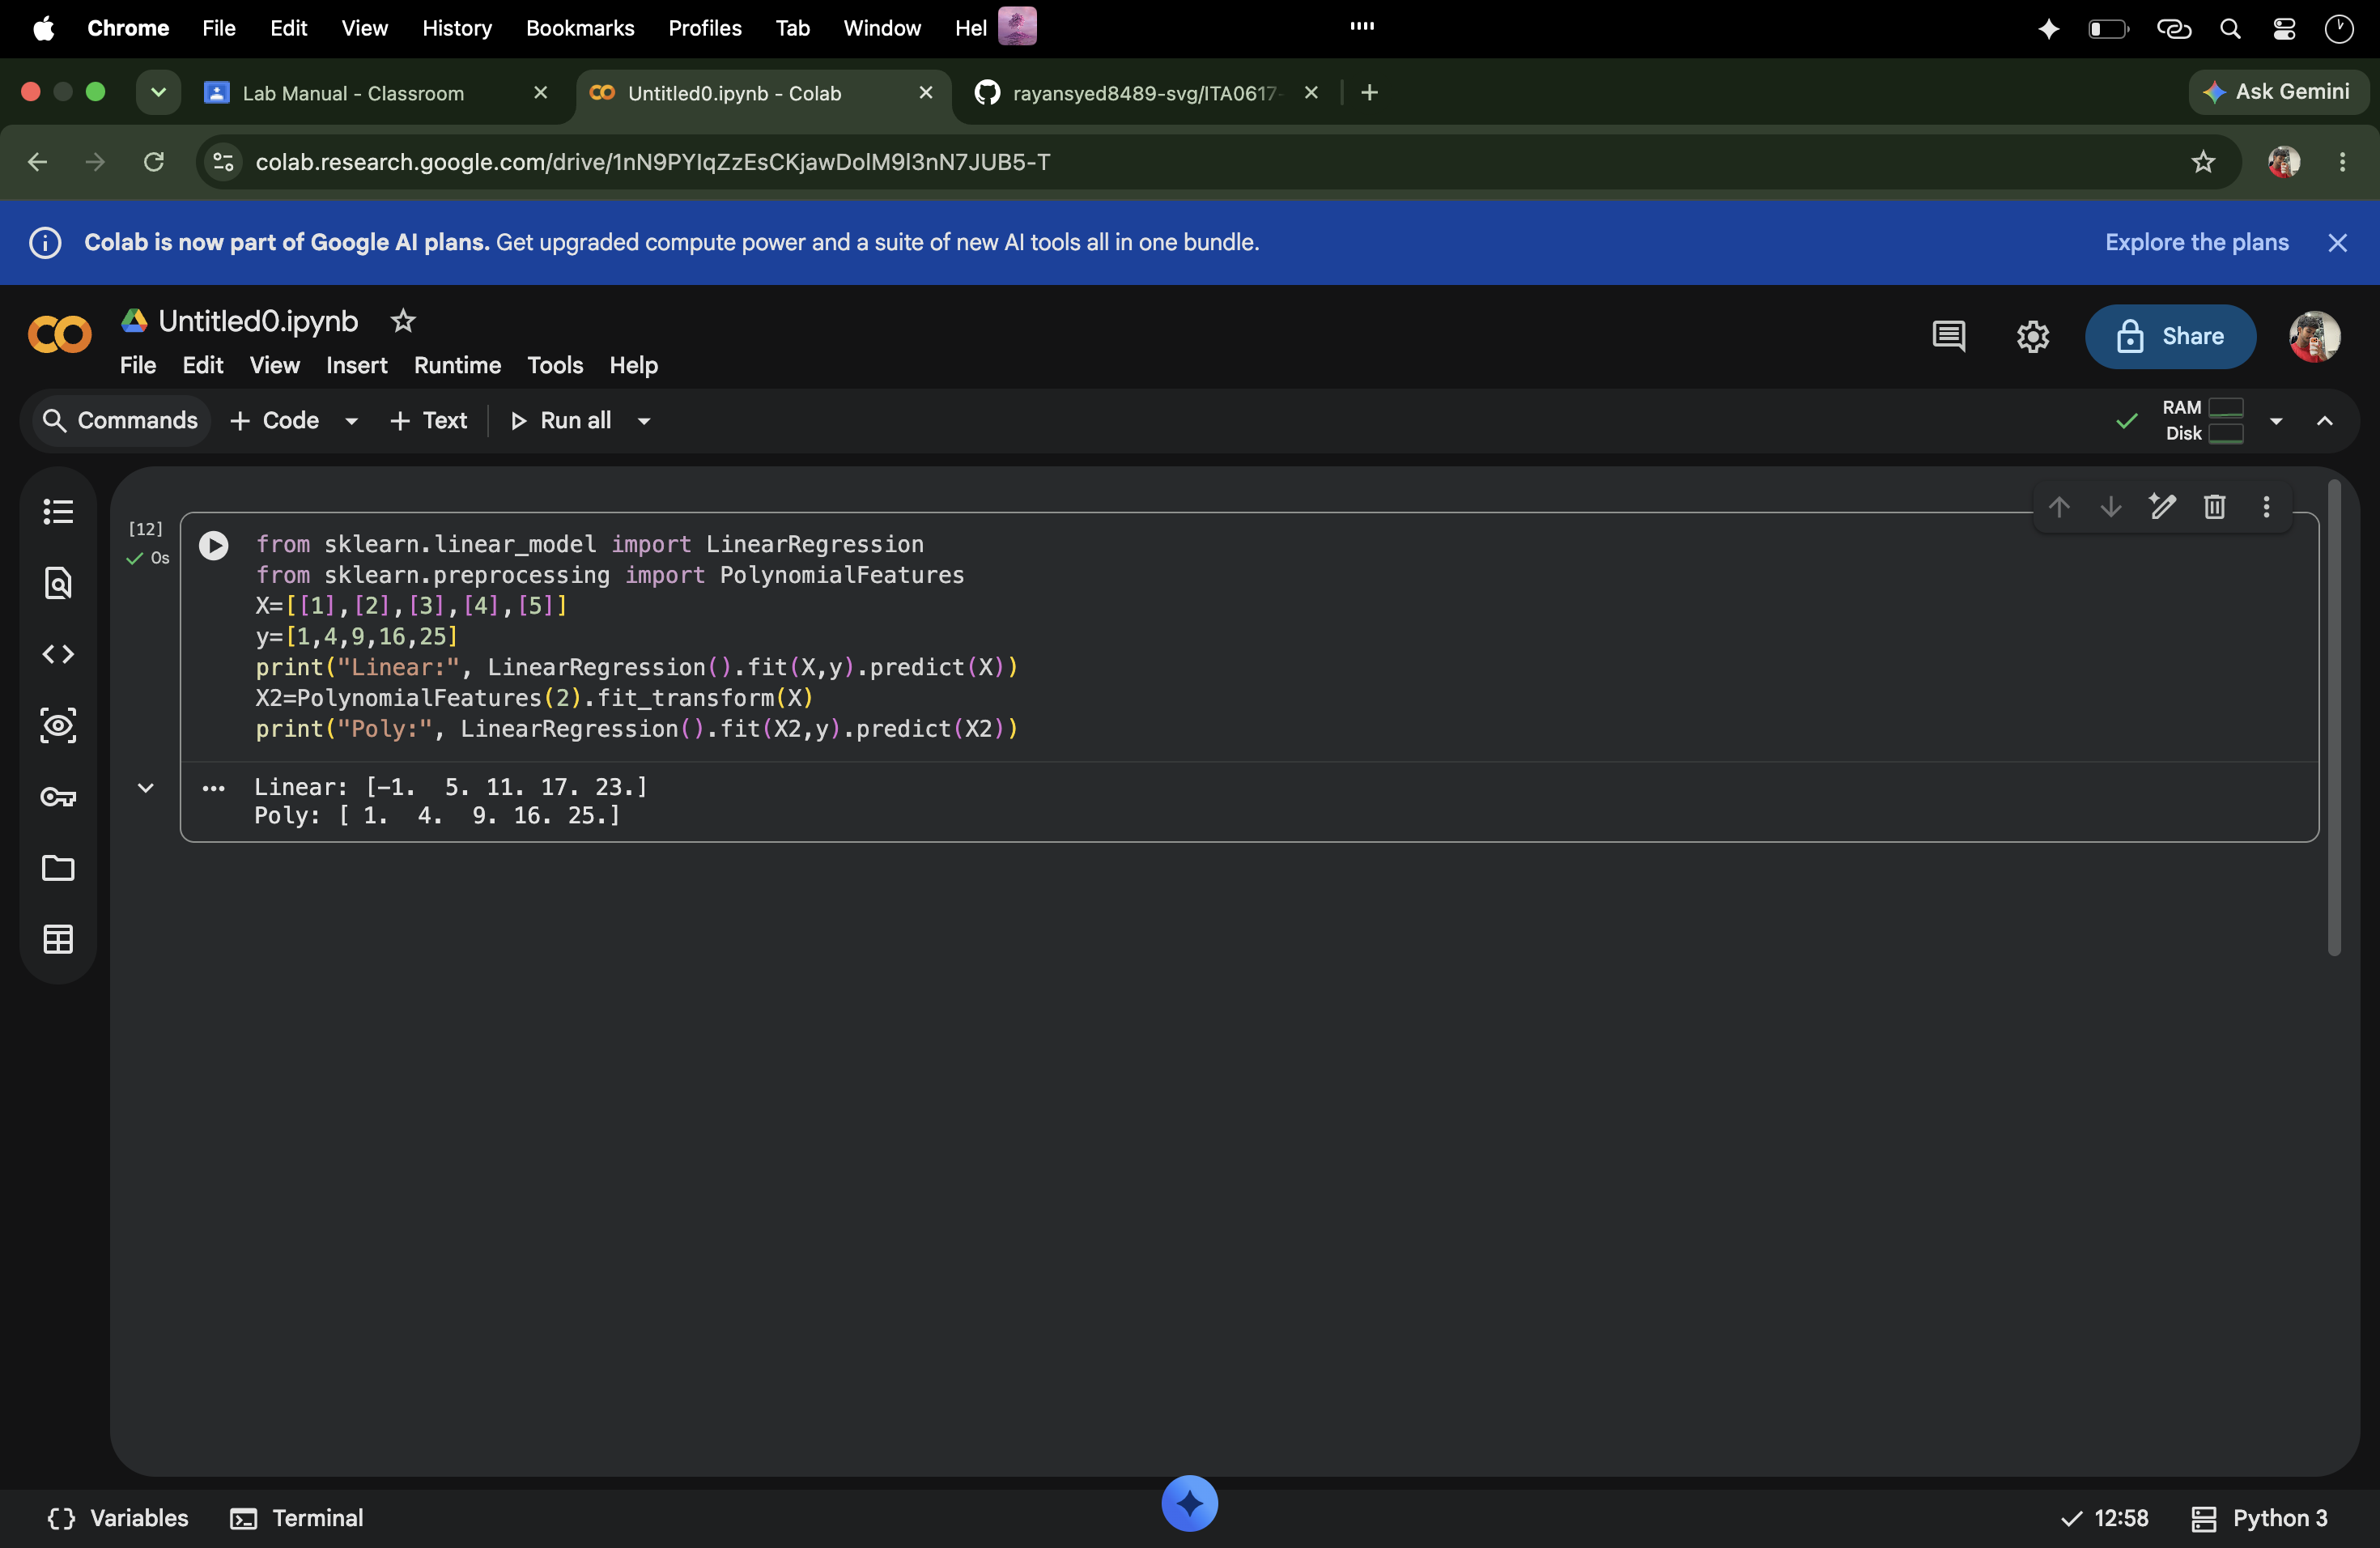 Chrome File Edit View History Bookmarks Profiles Tab Window Hel
Lab Manual - Classroom Untitled0.ipynb - Colab rayansyed8489-svg/ITA0617- Ask Gemini
colab.research.google.com/drive/1nN9PYIqZzEsCKjawDolM9l3nN7JUB5-T
Colab is now part of Google AI plans. Get upgraded compute power and a suite of new AI tools all in one bundle. Explore the plans
Untitled0.ipynb
File Edit View Insert Runtime Tools Help
Share
Commands + Code + Text Run all
RAM
Disk
[12]
0s
from sklearn.linear_model import LinearRegression
from sklearn.preprocessing import PolynomialFeatures
X=[[1],[2],[3],[4],[5]]
y=[1,4,9,16,25]
print("Linear:", LinearRegression().fit(X,y).predict(X))
X2=PolynomialFeatures(2).fit_transform(X)
print("Poly:", LinearRegression().fit(X2,y).predict(X2))
Linear: [-1.  5. 11. 17. 23.]
Poly: [ 1.  4.  9. 16. 25.]
Variables Terminal 12:58 Python 3